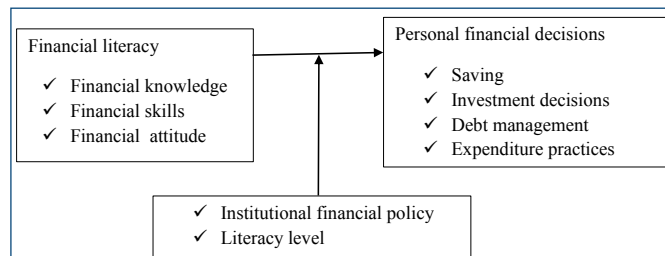 Financial literacy
✓ Financial knowledge
✓ Financial skills
✓ Financial attitude
Personal financial decisions
✓ Saving
✓ Investment decisions
✓ Debt management
✓ Expenditure practices
✓ Institutional financial policy
✓ Literacy level